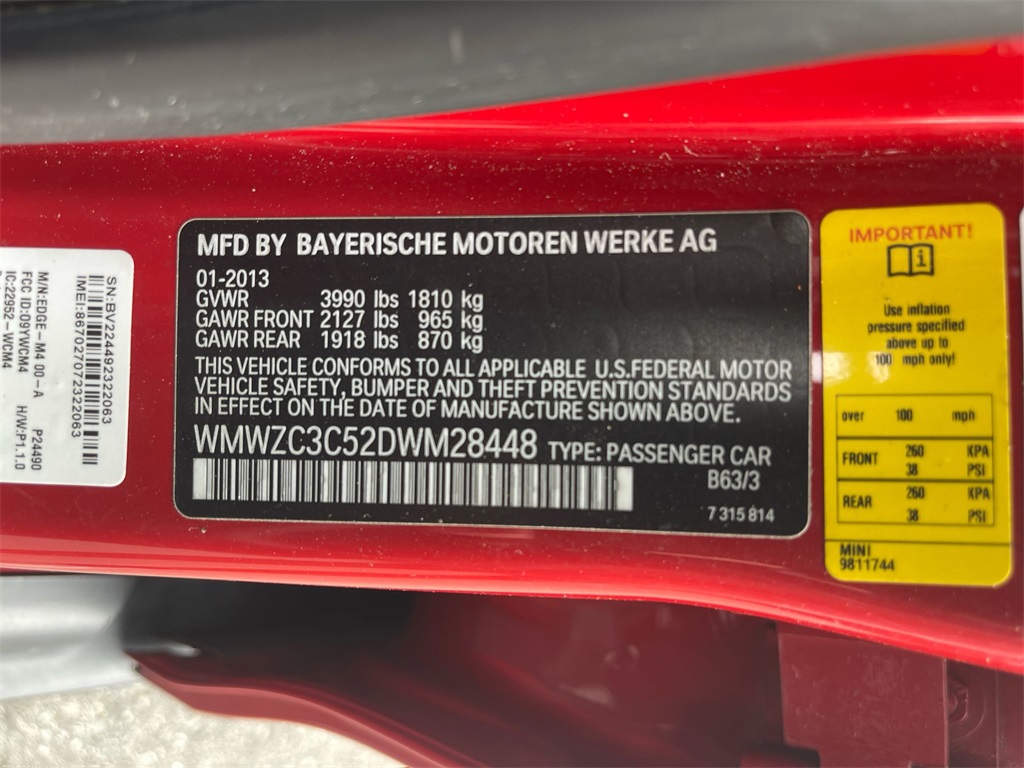 SN:BV224492322063
IMEI:867027072322063
M/N:EDGE-M4 00-A P24490
FCC ID:O9YWCM4 H/W:P1.1.0
IC:22952-WCM4
MFD BY BAYERISCHE MOTOREN WERKE AG
01-2013
GVWR 3990 lbs 1810 kg
GAWR FRONT 2127 lbs 965 kg
GAWR REAR 1918 lbs 870 kg
THIS VEHICLE CONFORMS TO ALL APPLICABLE U.S.FEDERAL MOTOR
VEHICLE SAFETY, BUMPER AND THEFT PREVENTION STANDARDS
IN EFFECT ON THE DATE OF MANUFACTURE SHOWN ABOVE.
WMWZC3C52DWM28448 TYPE: PASSENGER CAR
B63/3
7 315 814
IMPORTANT!
Use inflation
pressure specified
above up to
100 mph only!
over 100 mph
FRONT 260 KPA
38 PSI
REAR 260 KPA
38 PSI
MINI
9811744